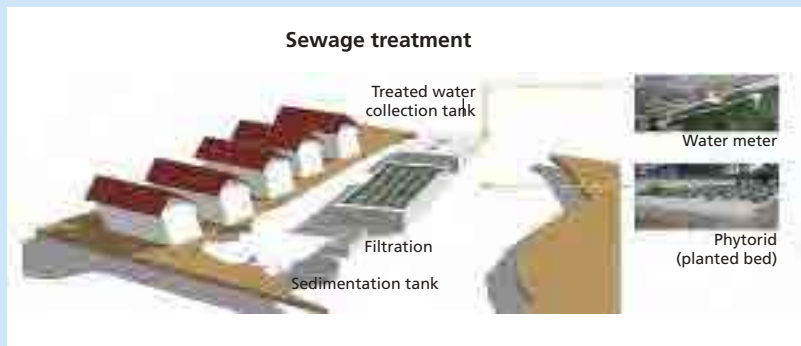 Sewage treatment
Treated water
collection tank
Water meter
Filtration
Phytorid
(planted bed)
Sedimentation tank